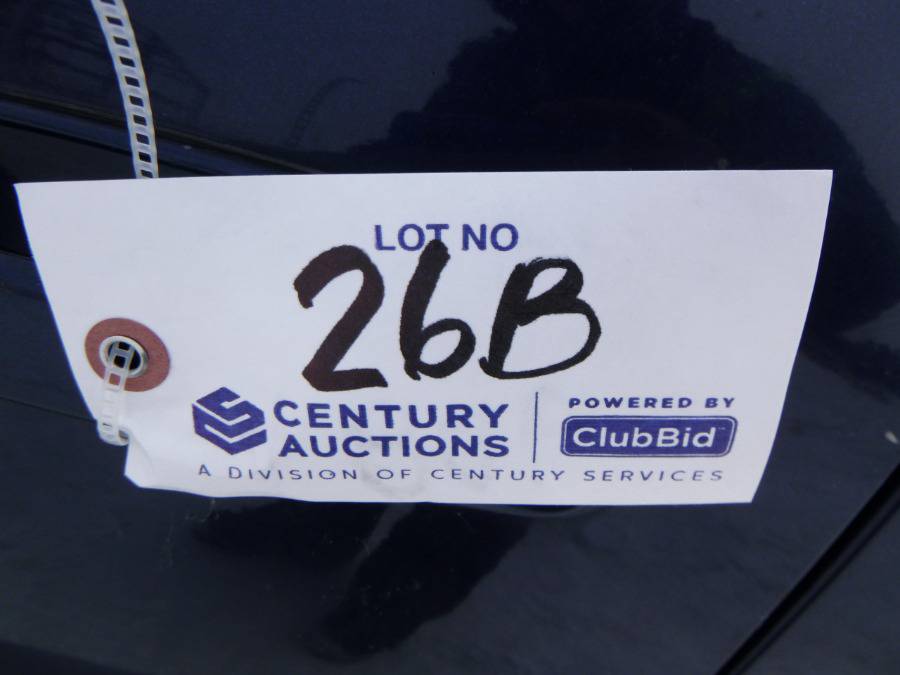 LOT NO
26B
CENTURY
AUCTIONS
POWERED BY
ClubBid
A DIVISION OF CENTURY SERVICES